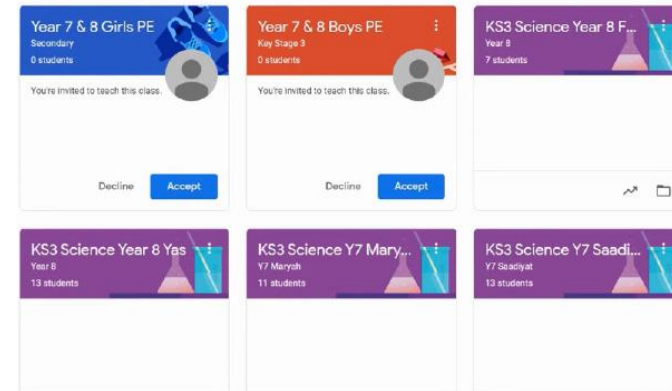 Year 7 & 8 Girls PE
Secondary
0 students
You're invited to teach this class.
Decline
Accept
Year 7 & 8 Boys PE
Key Stage 3
0 students
You're invited to teach this class.
Decline
Accept
KS3 Science Year 8 F...
Year 8
7 students
KS3 Science Year 8 Yas
Year 8
13 students
KS3 Science Y7 Mary...
Y7 Maryah
11 students
KS3 Science Y7 Saadi...
Y7 Saadiyat
13 students